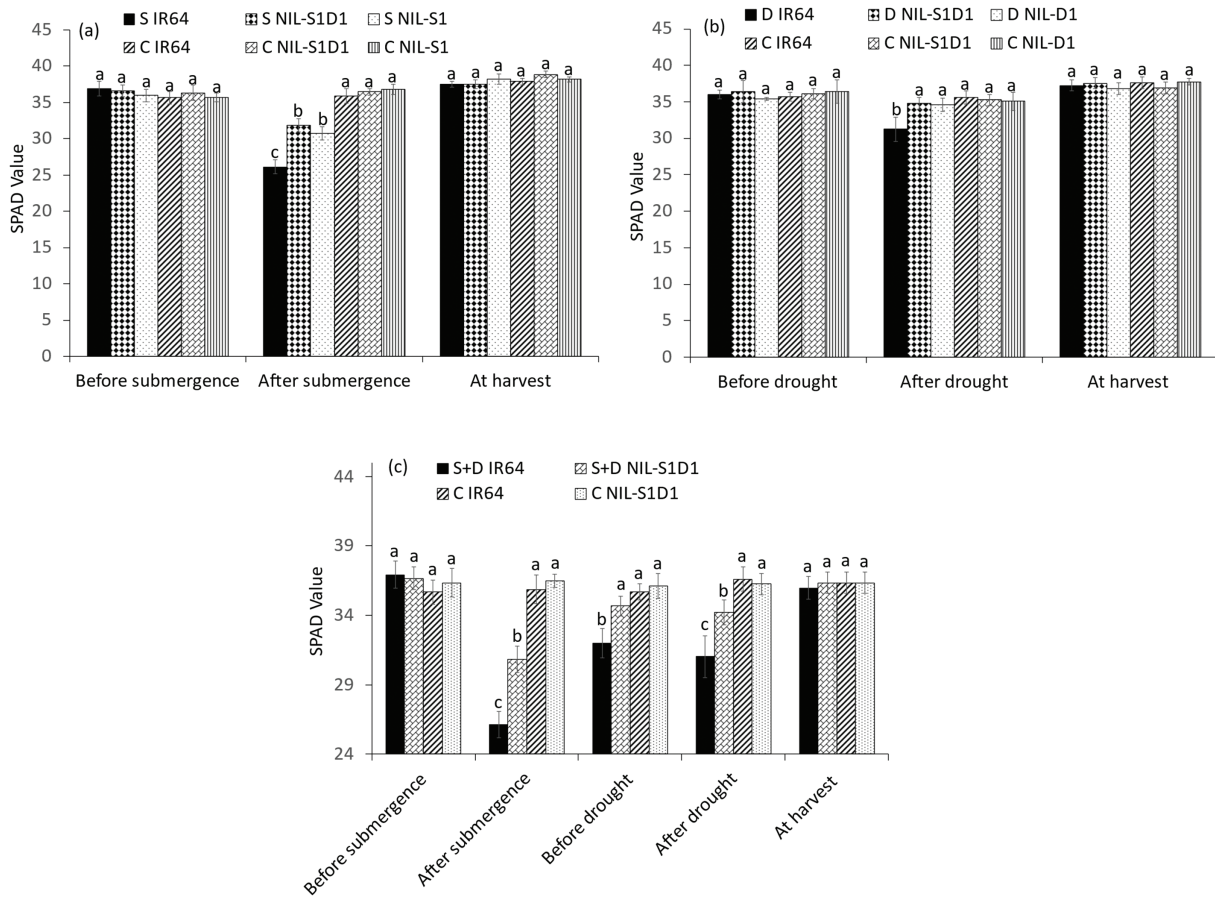 (a)
S IR64 S NIL-S1D1 S NIL-S1
C IR64 C NIL-S1D1 C NIL-S1
SPAD Value
45
40
35
30
25
20
15
10
5
0
a a a a a a
c b b a a a
a a a a a a
Before submergence After submergence At harvest
(b)
D IR64 D NIL-S1D1 D NIL-D1
C IR64 C NIL-S1D1 C NIL-D1
SPAD Value
45
40
35
30
25
20
15
10
5
0
a a a a a a
b a a a a a
a a a a a a
Before drought After drought At harvest
(c)
S+D IR64 S+D NIL-S1D1
C IR64 C NIL-S1D1
SPAD Value
44
39
34
29
24
a a a a
c b a a
b a a a
c b a a
a a a a
Before submergence
After submergence
Before drought
After drought
At harvest